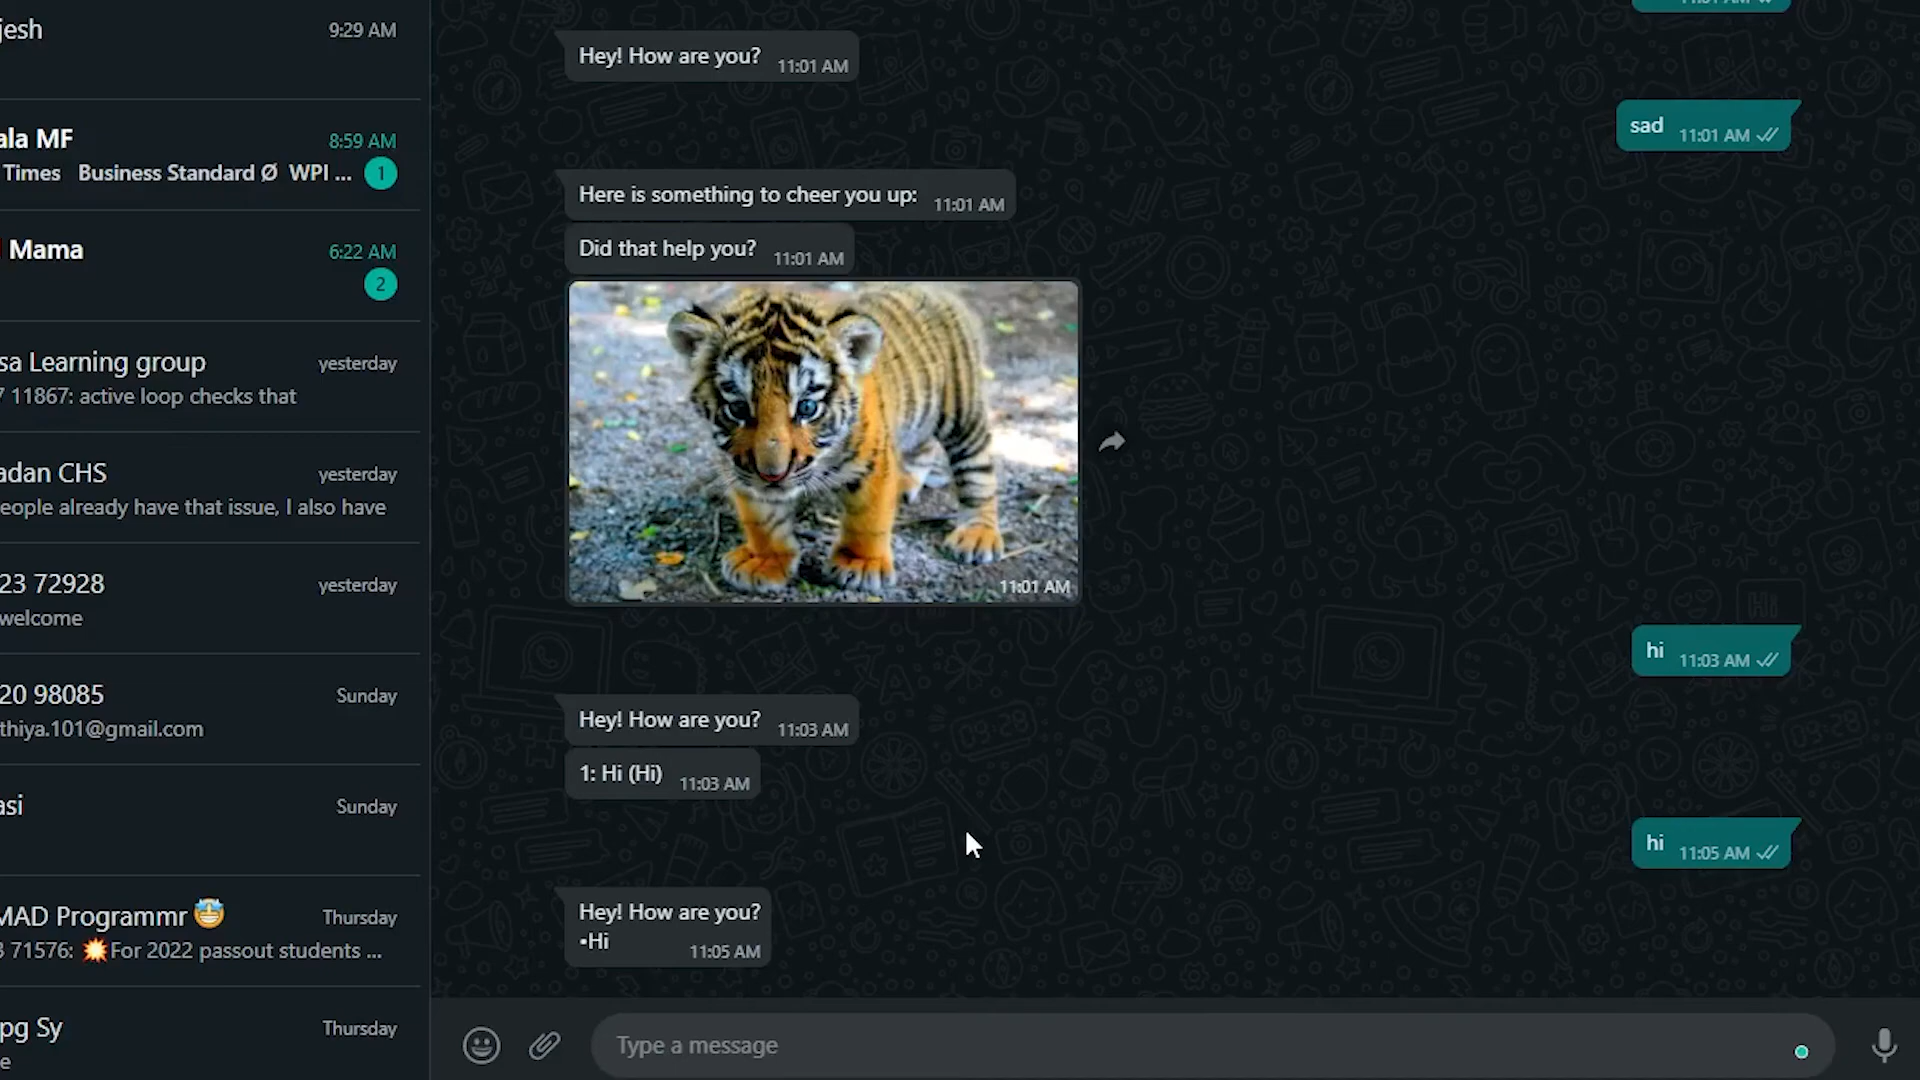 jesh
9:29 AM
ala MF
8:59 AM
Times Business Standard Ø WPI ...
1
Mama
6:22 AM
2
sa Learning group
yesterday
7 11867: active loop checks that
adan CHS
yesterday
eople already have that issue, I also have
23 72928
yesterday
welcome
20 98085
Sunday
thiya.101@gmail.com
asi
Sunday
MAD Programmr 🤩
Thursday
3 71576: 💥For 2022 passout students ...
pg Sy
Thursday
e
Hey! How are you? 11:01 AM
sad 11:01 AM
Here is something to cheer you up: 11:01 AM
Did that help you? 11:01 AM
11:01 AM
hi 11:03 AM
Hey! How are you? 11:03 AM
1: Hi (Hi) 11:03 AM
hi 11:05 AM
Hey! How are you?
•Hi 11:05 AM
Type a message